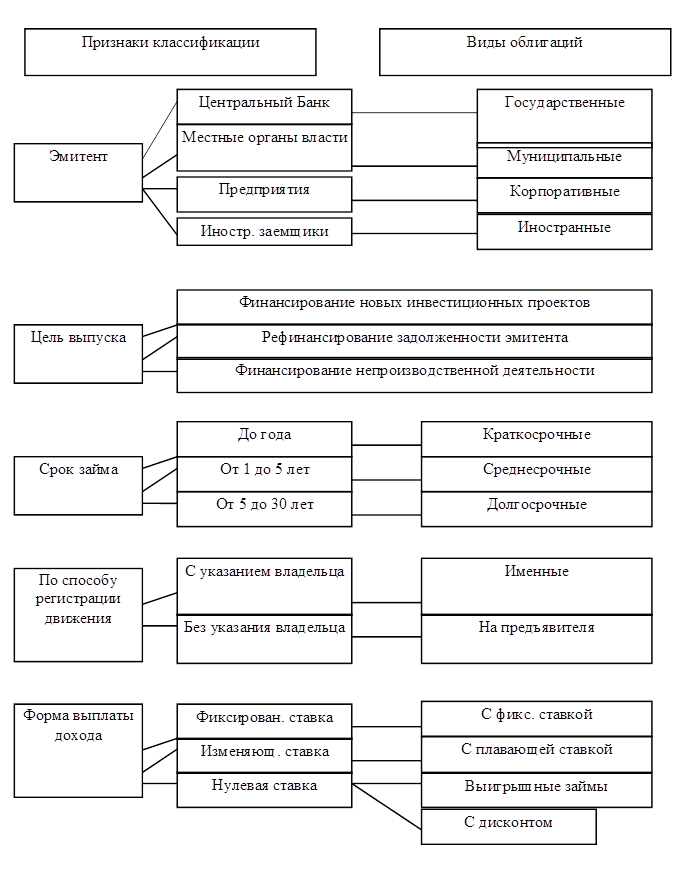 Признаки классификации
Виды облигаций
Эмитент
Центральный Банк
Государственные
Местные органы власти
Муниципальные
Предприятия
Корпоративные
Иностр. заемщики
Иностранные
Цель выпуска
Финансирование новых инвестиционных проектов
Рефинансирование задолженности эмитента
Финансирование непроизводственной деятельности
Срок займа
До года
Краткосрочные
От 1 до 5 лет
Среднесрочные
От 5 до 30 лет
Долгосрочные
По способу
регистрации
движения
С указанием владельца
Именные
Без указания владельца
На предъявителя
Форма выплаты
дохода
Фиксирован. ставка
С фикс. ставкой
Изменяющ. ставка
С плавающей ставкой
Нулевая ставка
Выигрышные займы
С дисконтом